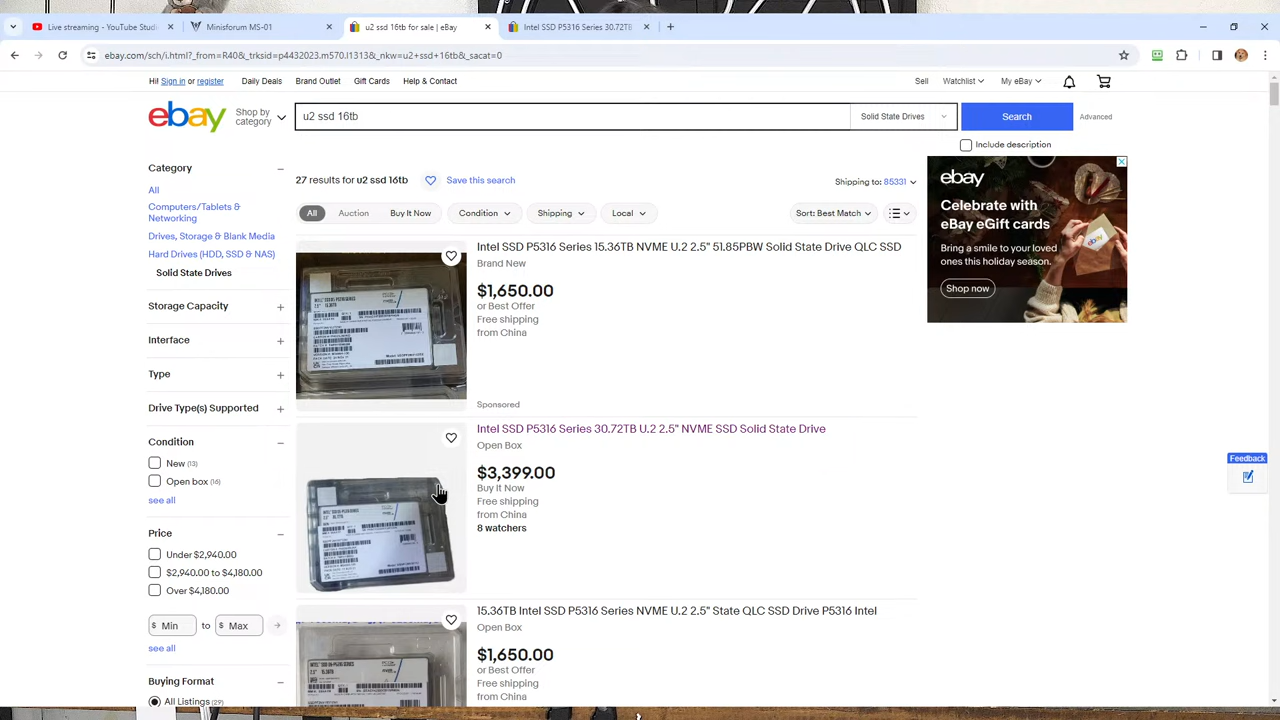 Live streaming - YouTube Studi
Minisforum MS-01
u2 ssd 16tb for sale | eBay
Intel SSD P5316 Series 30.72TB
ebay.com/sch/i.html?_from=R40&_trksid=p4432023.m570.l1313&_nkw=u2+ssd+16tb&_sacat=0
Hi! Sign in or register
Daily Deals
Brand Outlet
Gift Cards
Help & Contact
Sell
Watchlist
My eBay
ebay
Shop by category
u2 ssd 16tb
Solid State Drives
Search
Advanced
Include description
Category
All
Computers/Tablets &
Networking
Drives, Storage & Blank Media
Hard Drives (HDD, SSD & NAS)
Solid State Drives
Storage Capacity
Interface
Type
Drive Type(s) Supported
Condition
New (13)
Open box (16)
see all
Price
Under $2,940.00
$2,940.00 to $4,180.00
Over $4,180.00
$ Min to $ Max
see all
Buying Format
All Listings (29)
27 results for u2 ssd 16tb
Save this search
Shipping to: 85331
All
Auction
Buy It Now
Condition
Shipping
Local
Sort: Best Match
Intel SSD P5316 Series 15.36TB NVME U.2 2.5" 51.85PBW Solid State Drive QLC SSD
Brand New
$1,650.00
or Best Offer
Free shipping
from China
Sponsored
Intel SSD P5316 Series 30.72TB U.2 2.5" NVME SSD Solid State Drive
Open Box
$3,399.00
Buy It Now
Free shipping
from China
8 watchers
15.36TB Intel SSD P5316 Series NVME U.2 2.5" State QLC SSD Drive P5316 Intel
Open Box
$1,650.00
or Best Offer
Free shipping
from China
ebay
Celebrate with
eBay eGift cards
Bring a smile to your loved
ones this holiday season.
Shop now
Feedback